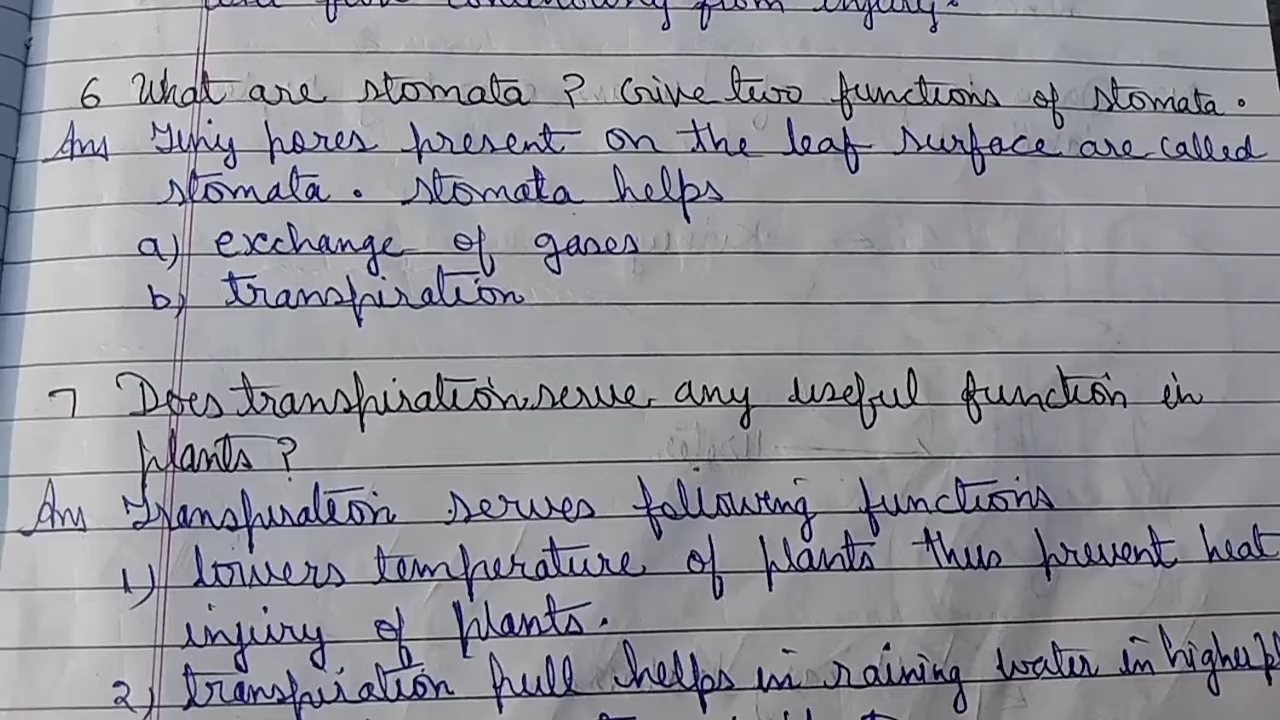 from injury.
6 What are stomata ? Give two functions of stomata.
Ans Tiny pores present on the leaf surface are called
stomata. stomata helps
a) exchange of gases
b) transpiration
7 Does transpiration serve any useful function in
plants ?
Ans Transpiration serves following functions
1) lowers temperature of plants thus prevent heat
injury of plants.
2) transpiration pull helps in raining water in higher